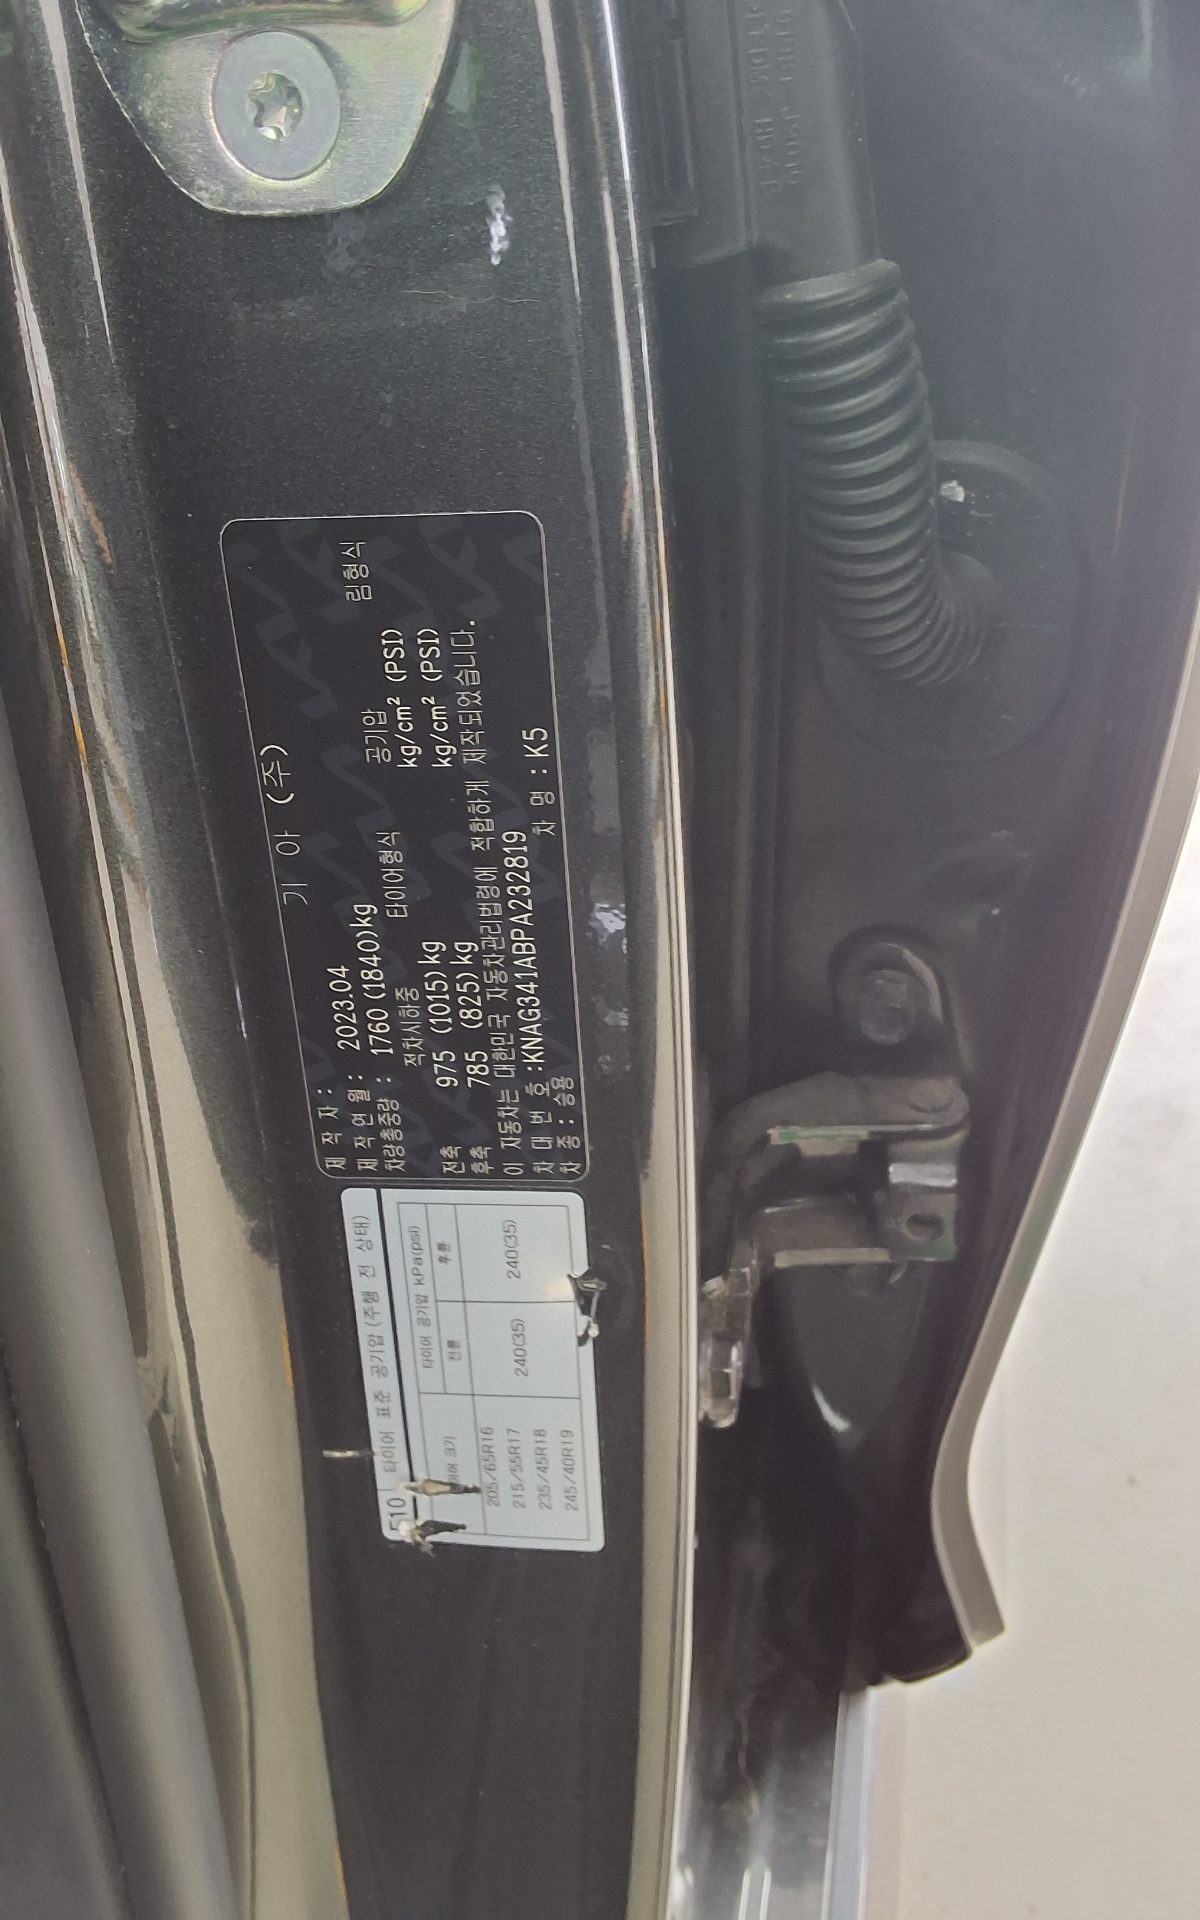 기 아 (주)
제 작 자 :
제 작 연 월 : 2023.04
차량총중량 : 1760 (1840)kg
적차시하중 타이어형식 공기압 림형식
전축 975 (1015)kg kg/cm² (PSI)
후축 785 (825)kg kg/cm² (PSI)
이 자동차는 대한민국 자동차관리법령에 적합하게 제작되었습니다.
차 대 번 호 :KNAG341ABPA232819
차 종 : 승용 차 명 : K5
510 타이어 표준 공기압 (주행 전 상태)
타이어 공기압 kPa(psi)
크기 전륜 후륜
205/65R16
215/55R17 240(35) 240(35)
235/45R18
245/40R19